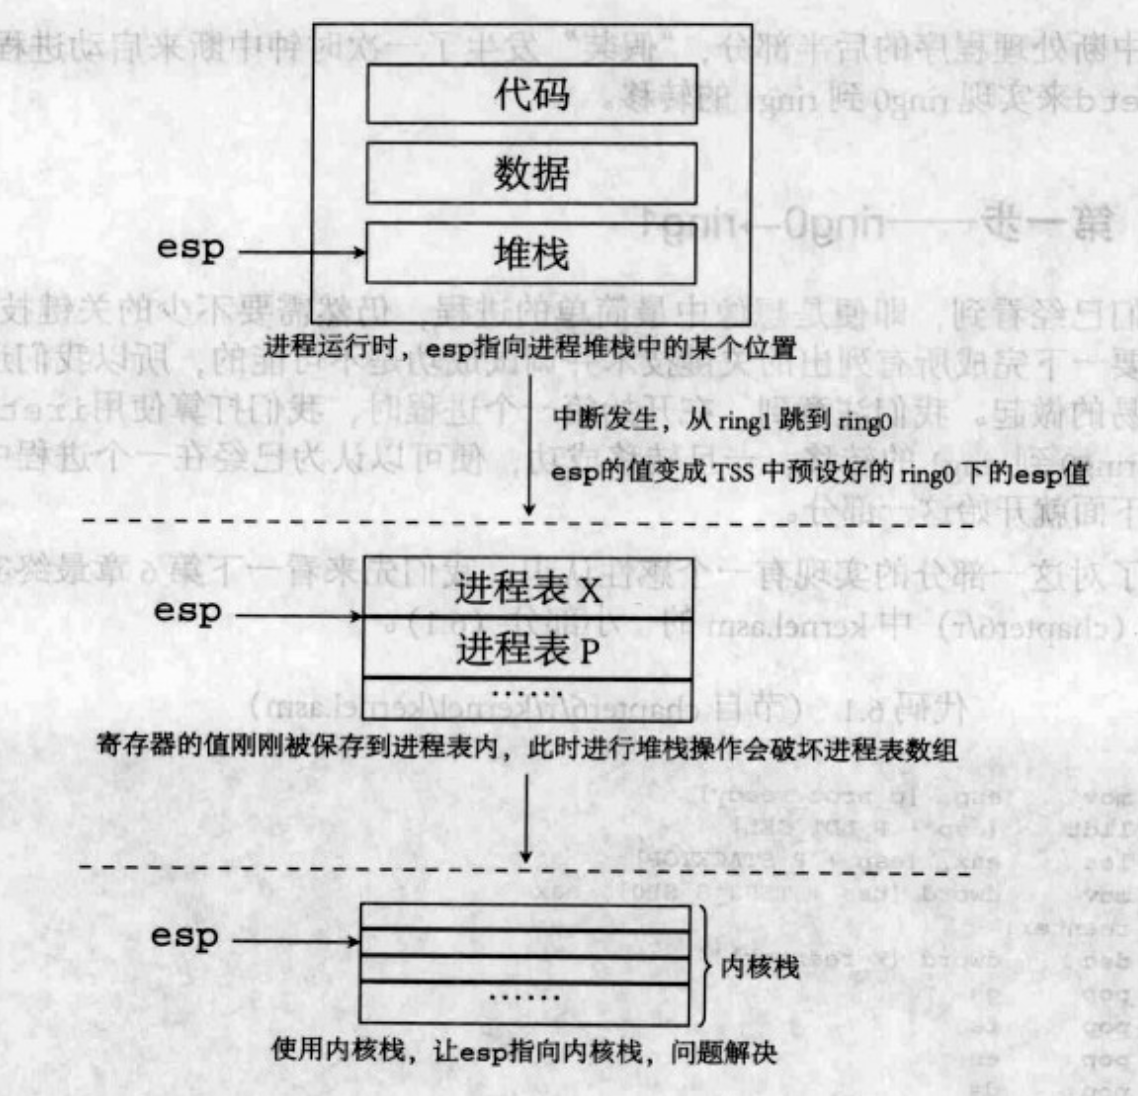 代码
数据
esp
堆栈
进程运行时，esp指向进程堆栈中的某个位置
中断发生，从 ring1 跳到 ring0
esp的值变成 TSS 中预设好的 ring0 下的esp值
进程表 X
esp
进程表 P
……
寄存器的值刚刚被保存到进程表内，此时进行堆栈操作会破坏进程表数组
esp
内核栈
……
使用内核栈，让esp指向内核栈，问题解决